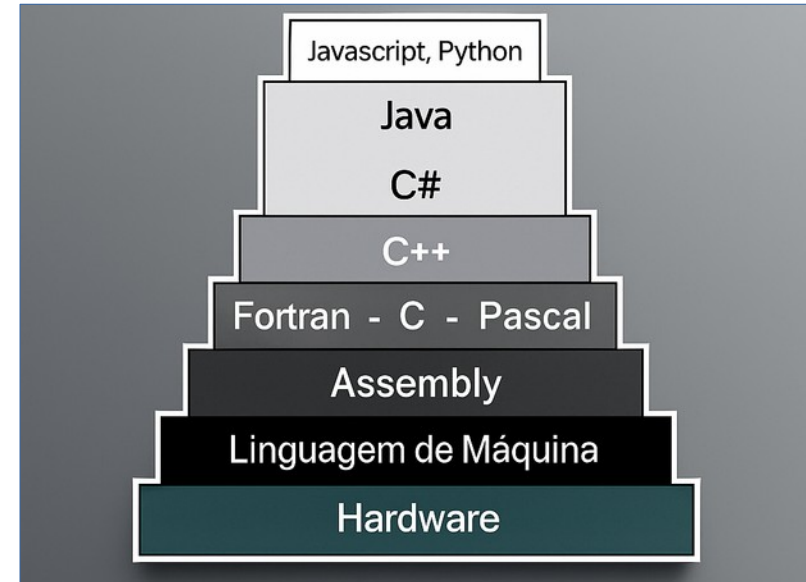 Javascript, Python
Java
C#
C++
Fortran - C - Pascal
Assembly
Linguagem de Máquina
Hardware